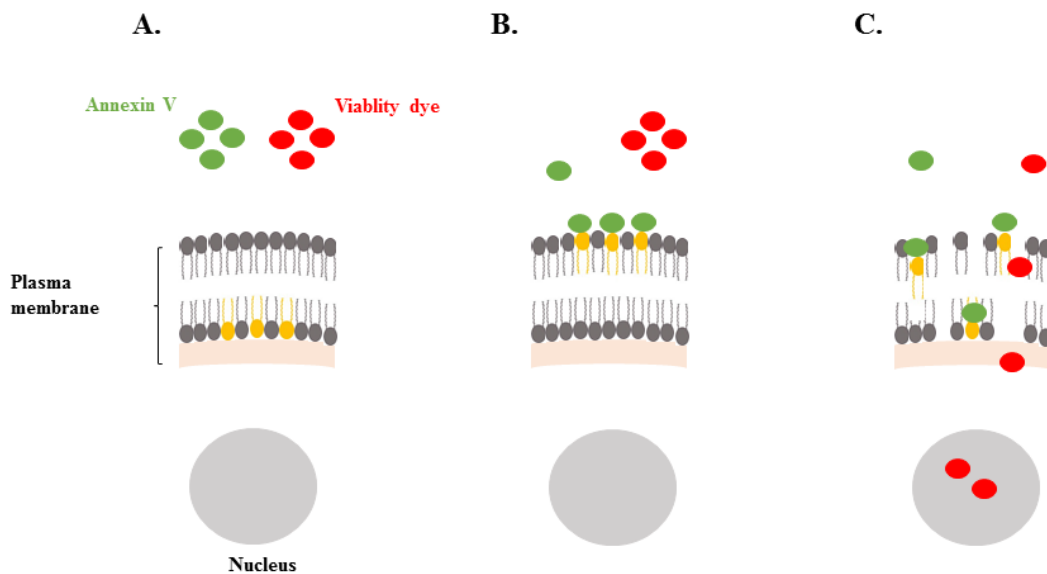 A.
B.
C.
Annexin V
Viablity dye
Plasma
membrane
Nucleus